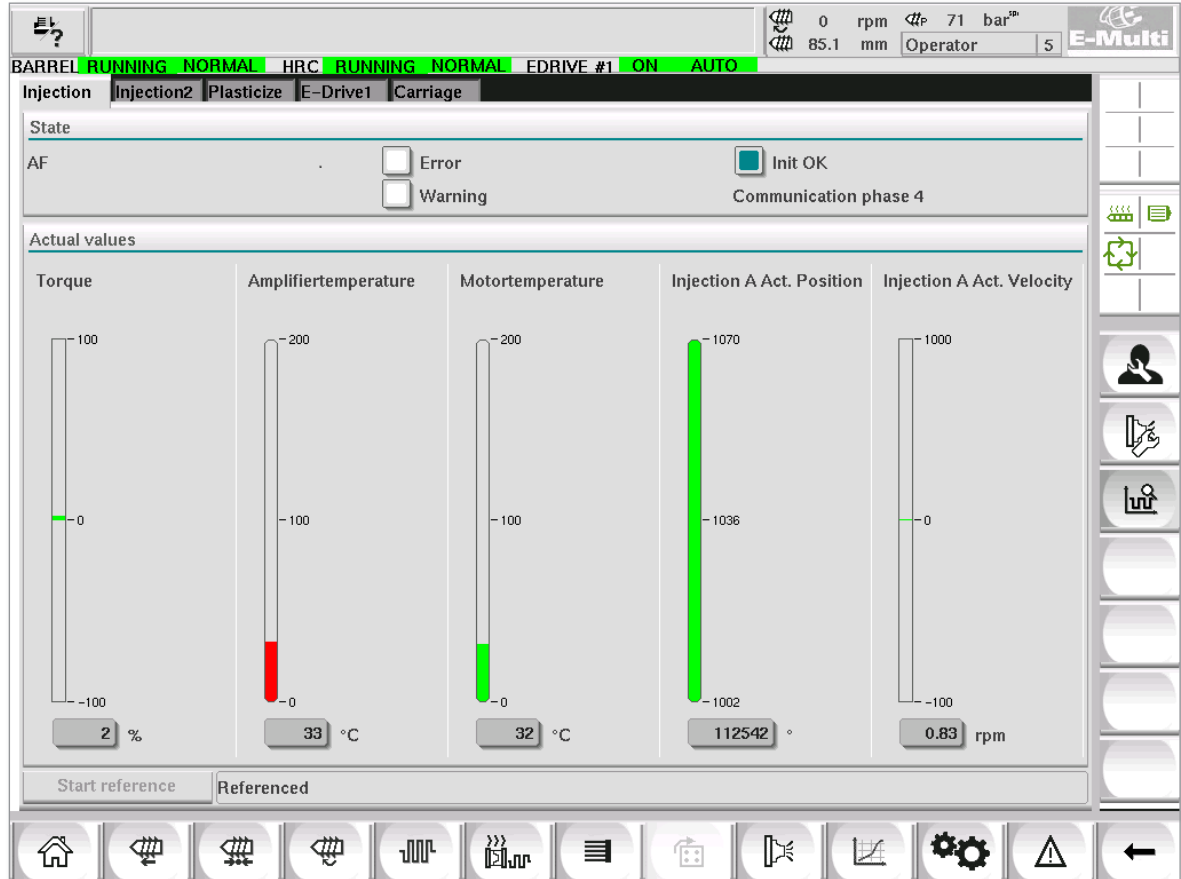 0 rpm P 71 bar spz
85.1 mm Operator 5
E-Multi
BARREL RUNNING NORMAL HRC RUNNING NORMAL EDRIVE #1 ON AUTO
Injection Injection2 Plasticize E-Drive1 Carriage
State
AF . Error Init OK
Warning Communication phase 4
Actual values
Torque Amplifiertemperature Motortemperature Injection A Act. Position Injection A Act. Velocity
100 200 200 1070 1000
0 100 100 1036 0
-100 0 0 1002 -100
2 % 33 °C 32 °C 112542 ° 0.83 rpm
Start reference Referenced